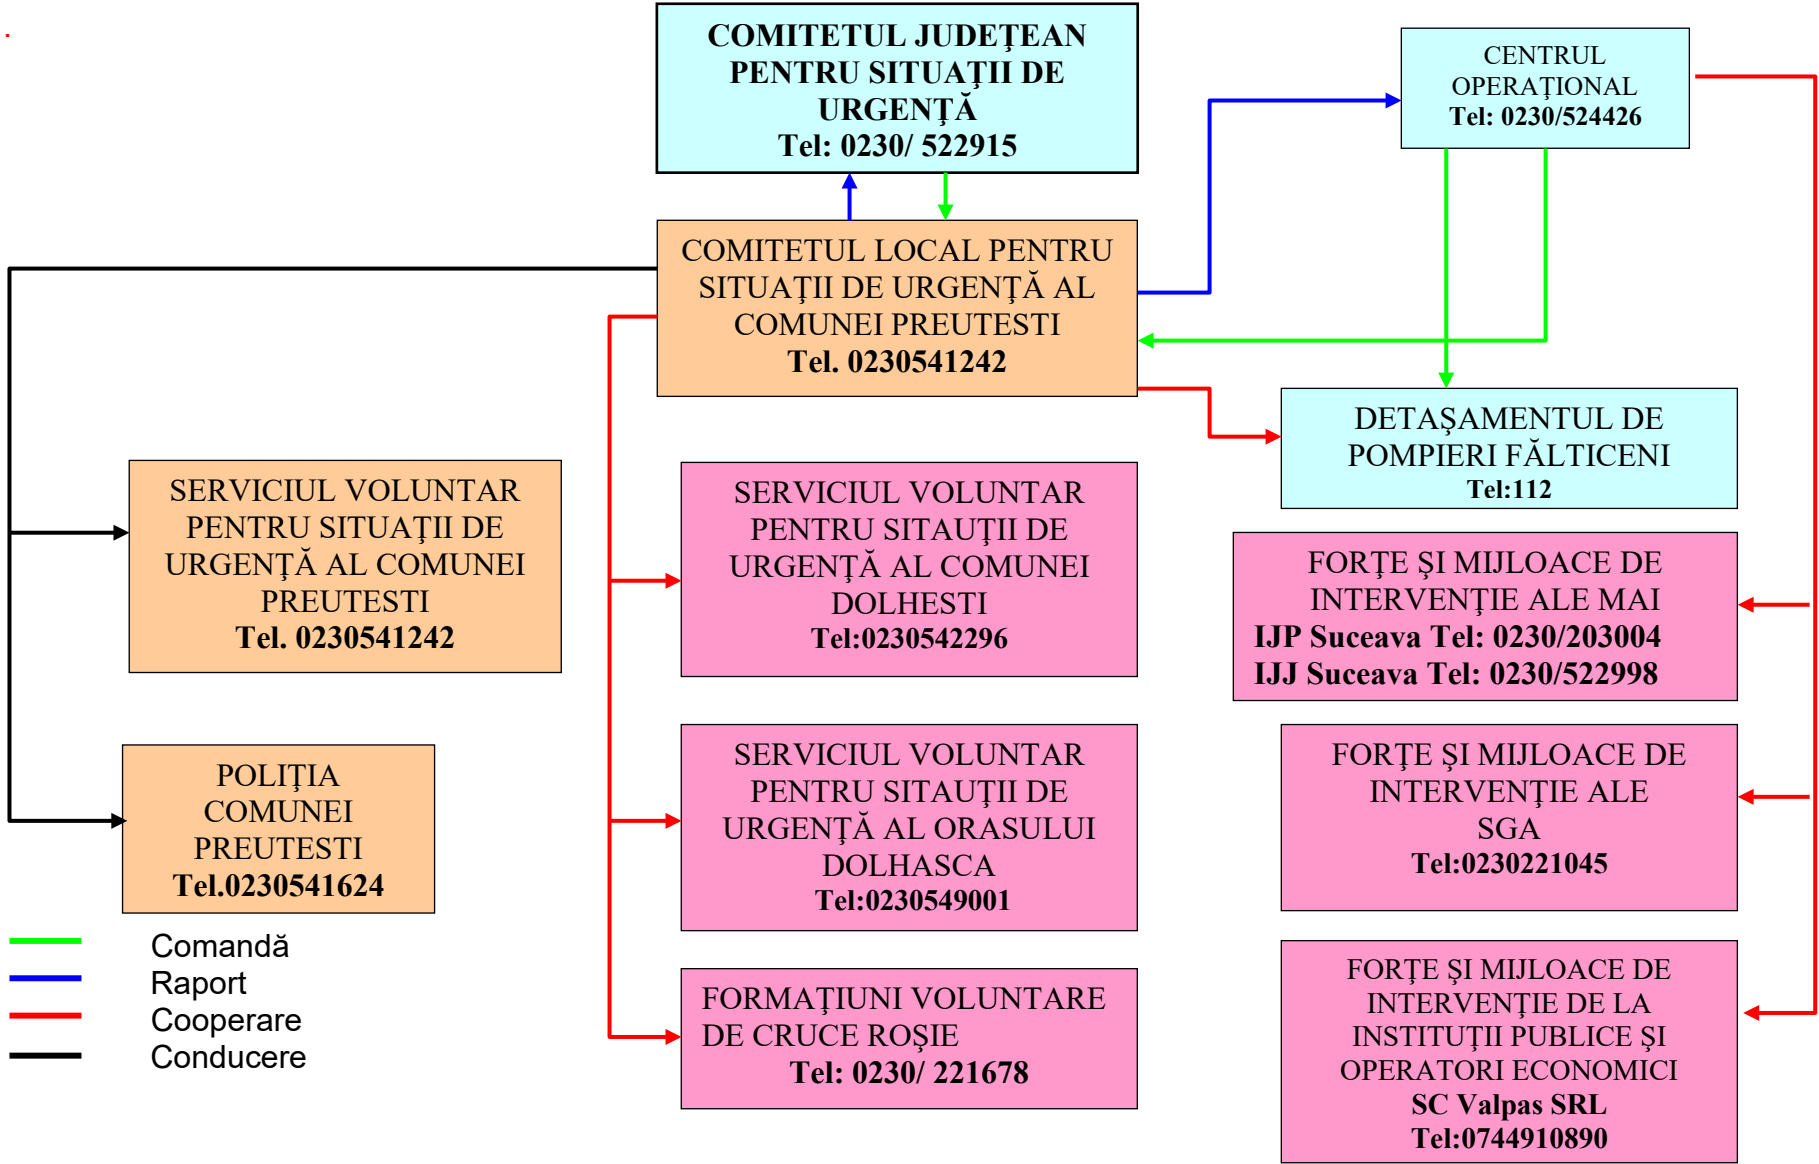 COMITETUL JUDEŢEAN
PENTRU SITUAŢII DE
URGENŢĂ
Tel: 0230/ 522915
CENTRUL
OPERAŢIONAL
Tel: 0230/524426
COMITETUL LOCAL PENTRU
SITUAŢII DE URGENŢĂ AL
COMUNEI PREUTESTI
Tel. 0230541242
DETAŞAMENTUL DE
POMPIERI FĂLTICENI
Tel:112
SERVICIUL VOLUNTAR
PENTRU SITUAŢII DE
URGENŢĂ AL COMUNEI
PREUTESTI
Tel. 0230541242
SERVICIUL VOLUNTAR
PENTRU SITAUŢII DE
URGENŢĂ AL COMUNEI
DOLHESTI
Tel:0230542296
FORŢE ŞI MIJLOACE DE
INTERVENŢIE ALE MAI
IJP Suceava Tel: 0230/203004
IJJ Suceava Tel: 0230/522998
POLIŢIA
COMUNEI
PREUTESTI
Tel.0230541624
SERVICIUL VOLUNTAR
PENTRU SITAUŢII DE
URGENŢĂ AL ORASULUI
DOLHASCA
Tel:0230549001
FORŢE ŞI MIJLOACE DE
INTERVENŢIE ALE
SGA
Tel:0230221045
FORMAŢIUNI VOLUNTARE
DE CRUCE ROŞIE
Tel: 0230/ 221678
FORŢE ŞI MIJLOACE DE
INTERVENŢIE DE LA
INSTITUŢII PUBLICE ŞI
OPERATORI ECONOMICI
SC Valpas SRL
Tel:0744910890
Comandă
Raport
Cooperare
Conducere